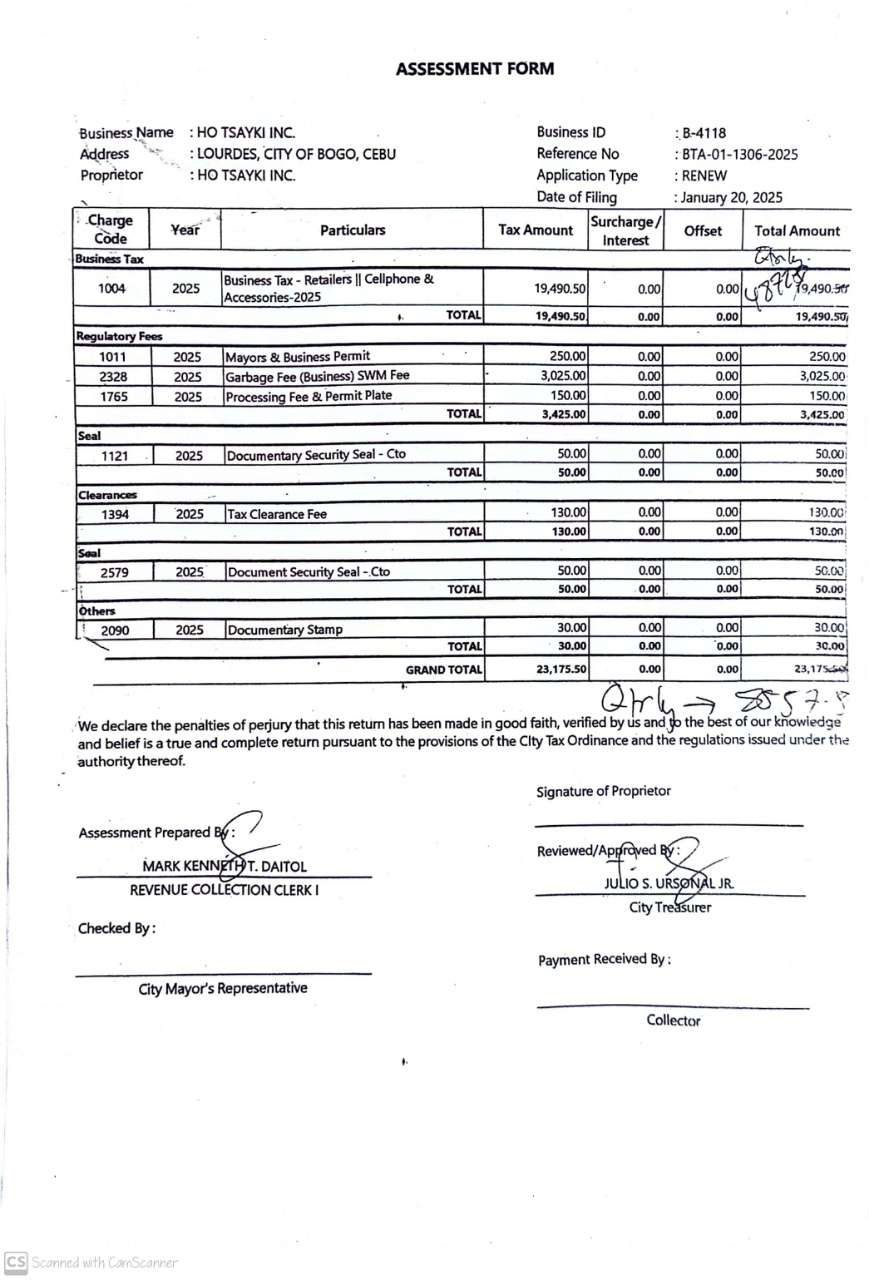 ASSESSMENT FORM
Business Name : HO TSAYKI INC. Business ID : B-4118
Address : LOURDES, CITY OF BOGO, CEBU Reference No : BTA-01-1306-2025
Proprietor : HO TSAYKI INC. Application Type : RENEW
Date of Filing : January 20, 2025
Charge Code Year Particulars Tax Amount Surcharge/ Interest Offset Total Amount
Business Tax Qtrly.
1004 2025 Business Tax - Retailers || Cellphone & Accessories-2025 19,490.50 0.00 0.00 19,490.50
TOTAL 19,490.50 0.00 0.00 19,490.50
Regulatory Fees
1011 2025 Mayors & Business Permit 250.00 0.00 0.00 250.00
2328 2025 Garbage Fee (Business) SWM Fee 3,025.00 0.00 0.00 3,025.00
1765 2025 Processing Fee & Permit Plate 150.00 0.00 0.00 150.00
TOTAL 3,425.00 0.00 0.00 3,425.00
Seal
1121 2025 Documentary Security Seal - Cto 50.00 0.00 0.00 50.00
TOTAL 50.00 0.00 0.00 50.00
Clearances
1394 2025 Tax Clearance Fee 130.00 0.00 0.00 130.00
TOTAL 130.00 0.00 0.00 130.00
Seal
2579 2025 Document Security Seal - Cto 50.00 0.00 0.00 50.00
TOTAL 50.00 0.00 0.00 50.00
Others
2090 2025 Documentary Stamp 30.00 0.00 0.00 30.00
TOTAL 30.00 0.00 0.00 30.00
GRAND TOTAL 23,175.50 0.00 0.00 23,175.50
Qtrly →
We declare the penalties of perjury that this return has been made in good faith, verified by us and to the best of our knowledge
and belief is a true and complete return pursuant to the provisions of the City Tax Ordinance and the regulations issued under the
authority thereof.
Signature of Proprietor
Assessment Prepared By :
Reviewed/Approved By :
MARK KENNETH T. DAITOL
JULIO S. URSONAL JR.
REVENUE COLLECTION CLERK I
City Treasurer
Checked By :
Payment Received By :
City Mayor's Representative
Collector
CS Scanned with CamScanner